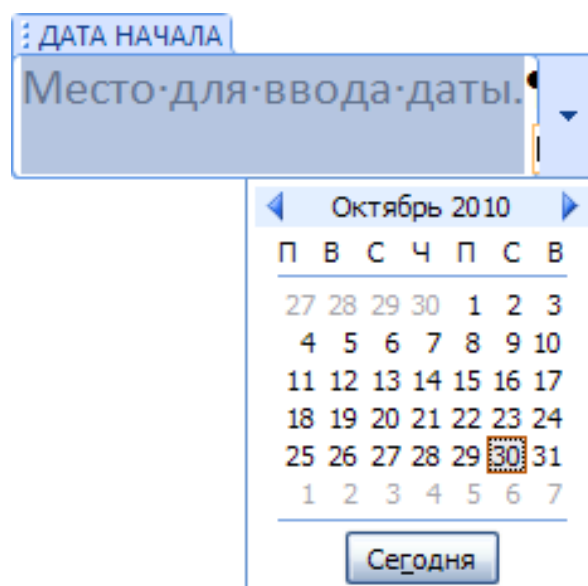 ДАТА НАЧАЛА
Место·для·ввода·даты.
Октябрь 2010
П В С Ч П С В
27 28 29 30 1 2 3
4 5 6 7 8 9 10
11 12 13 14 15 16 17
18 19 20 21 22 23 24
25 26 27 28 29 30 31
1 2 3 4 5 6 7
Сегодня